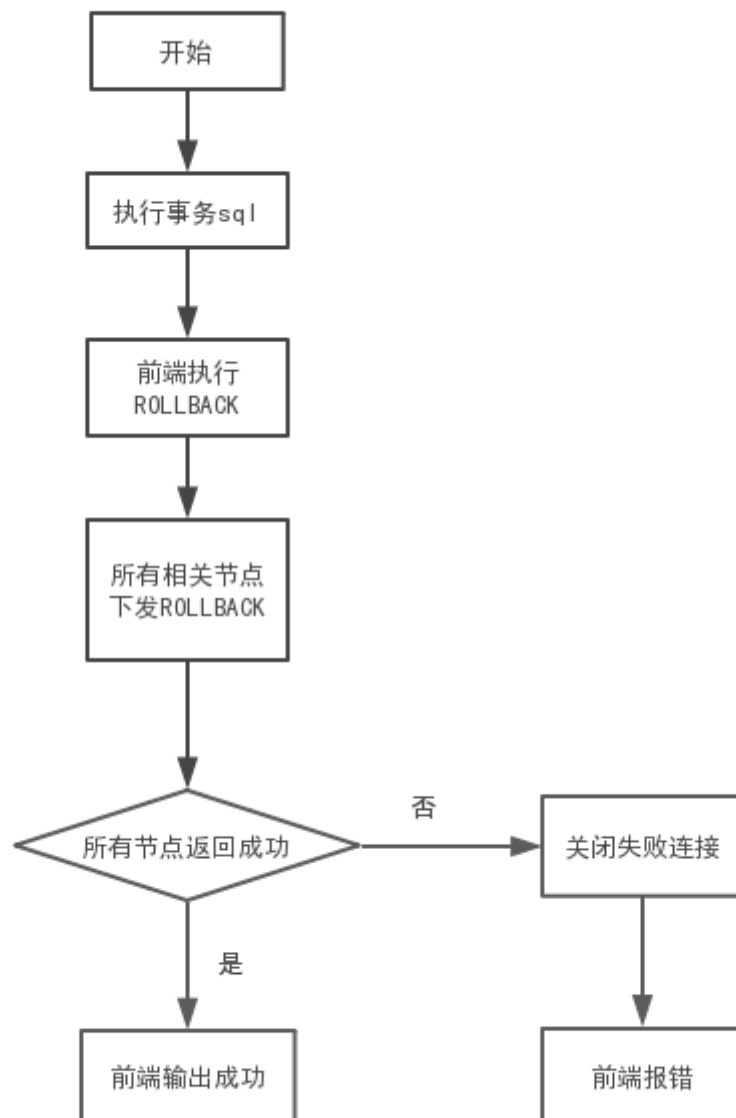 开始
执行事务sql
前端执行
ROLLBACK
所有相关节点
下发ROLLBACK
所有节点返回成功
否
关闭失败连接
是
前端输出成功
前端报错